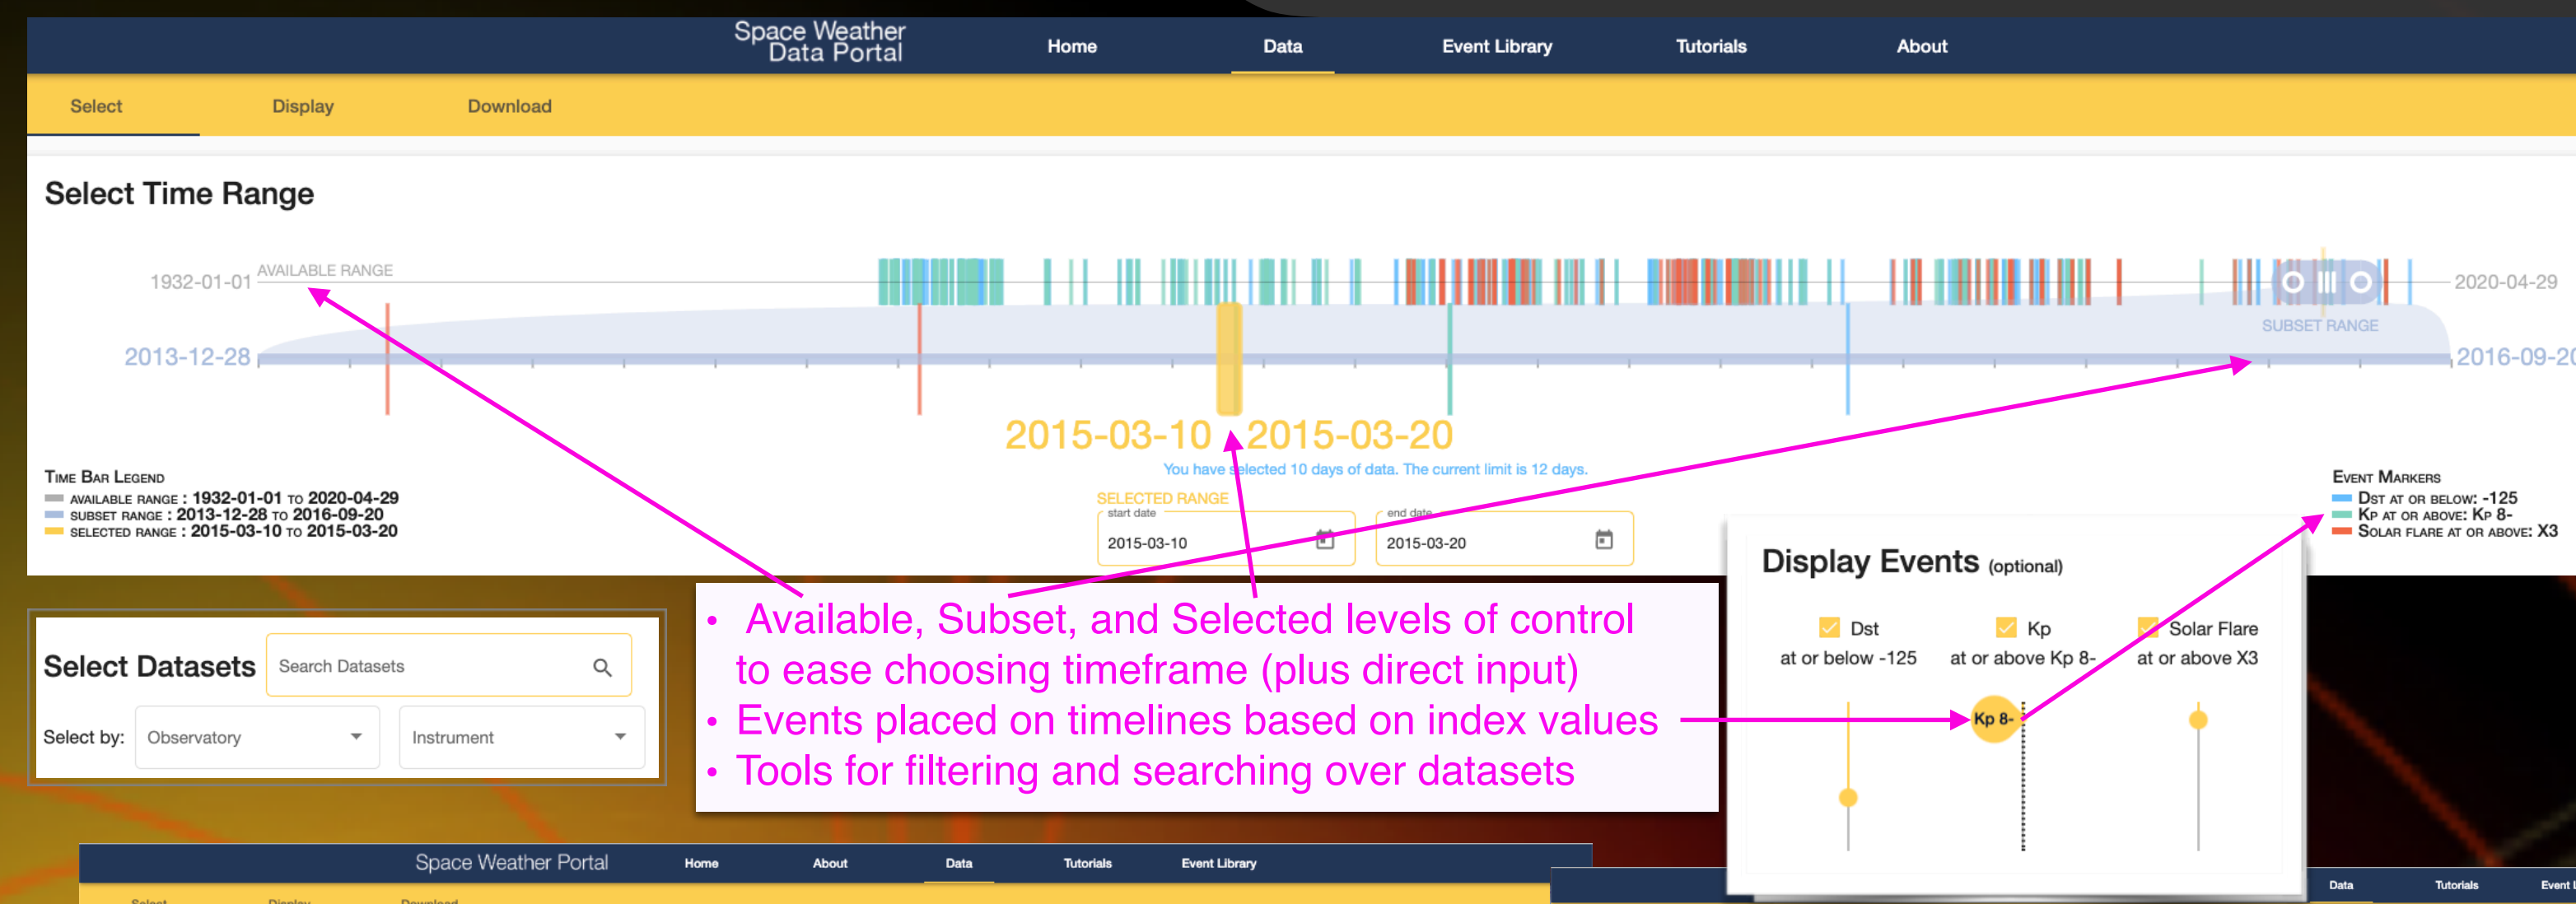 Space Weather
Data Portal
Home
Data
Event Library
Tutorials
About
Select
Display
Download
Select Time Range
1932-01-01
AVAILABLE RANGE
2020-04-29
SUBSET RANGE
2013-12-28
2016-09-20
2015-03-10
2015-03-20
You have selected 10 days of data. The current limit is 12 days.
TIME BAR LEGEND
AVAILABLE RANGE : 1932-01-01 TO 2020-04-29
SUBSET RANGE : 2013-12-28 TO 2016-09-20
SELECTED RANGE : 2015-03-10 TO 2015-03-20
SELECTED RANGE
start date
2015-03-10
end date
2015-03-20
EVENT MARKERS
DST AT OR BELOW: -125
KP AT OR ABOVE: KP 8-
SOLAR FLARE AT OR ABOVE: X3
Select Datasets
Search Datasets
Select by:
Observatory
Instrument
• Available, Subset, and Selected levels of control
to ease choosing timeframe (plus direct input)
• Events placed on timelines based on index values
• Tools for filtering and searching over datasets
Display Events (optional)
Dst
at or below -125
Kp
at or above Kp 8-
Solar Flare
at or above X3
Kp 8-
Space Weather Portal
Home
About
Data
Tutorials
Event Library
Select
Display
Download
Data
Tutorials
Event